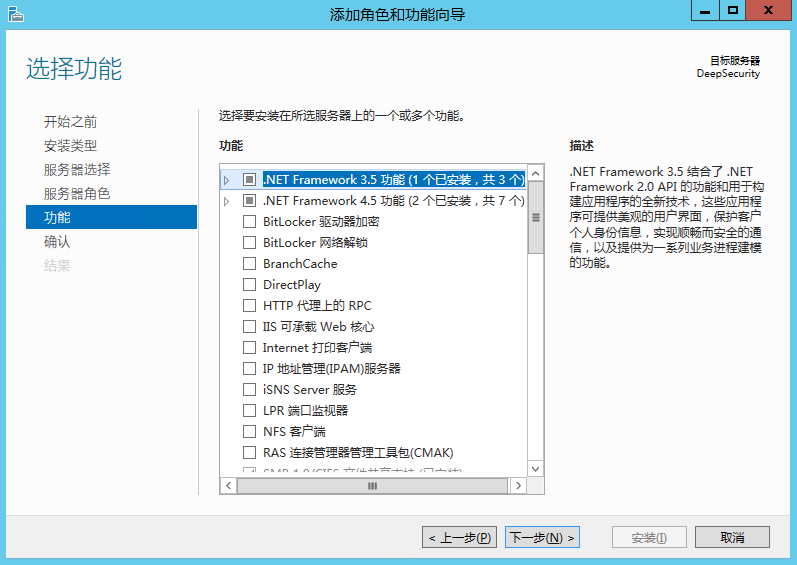 添加角色和功能向导
选择功能
目标服务器
DeepSecurity
开始之前
安装类型
服务器选择
服务器角色
功能
确认
结果
选择要安装在所选服务器上的一个或多个功能。
功能
.NET Framework 3.5 功能 (1 个已安装，共 3 个)
.NET Framework 4.5 功能 (2 个已安装，共 7 个)
BitLocker 驱动器加密
BitLocker 网络解锁
BranchCache
DirectPlay
HTTP 代理上的 RPC
IIS 可承载 Web 核心
Internet 打印客户端
IP 地址管理(IPAM)服务器
iSNS Server 服务
LPR 端口监视器
NFS 客户端
RAS 连接管理器管理工具包(CMAK)
SMB 1.0/CIFS 文件共享支持 (已安装)
描述
.NET Framework 3.5 结合了 .NET
Framework 2.0 API 的功能和用于构
建应用程序的全新技术，这些应用程
序可提供美观的用户界面，保护客户
个人身份信息，实现顺畅而安全的通
信，以及提供为一系列业务进程建模
的功能。
< 上一步(P)
下一步(N) >
安装(I)
取消